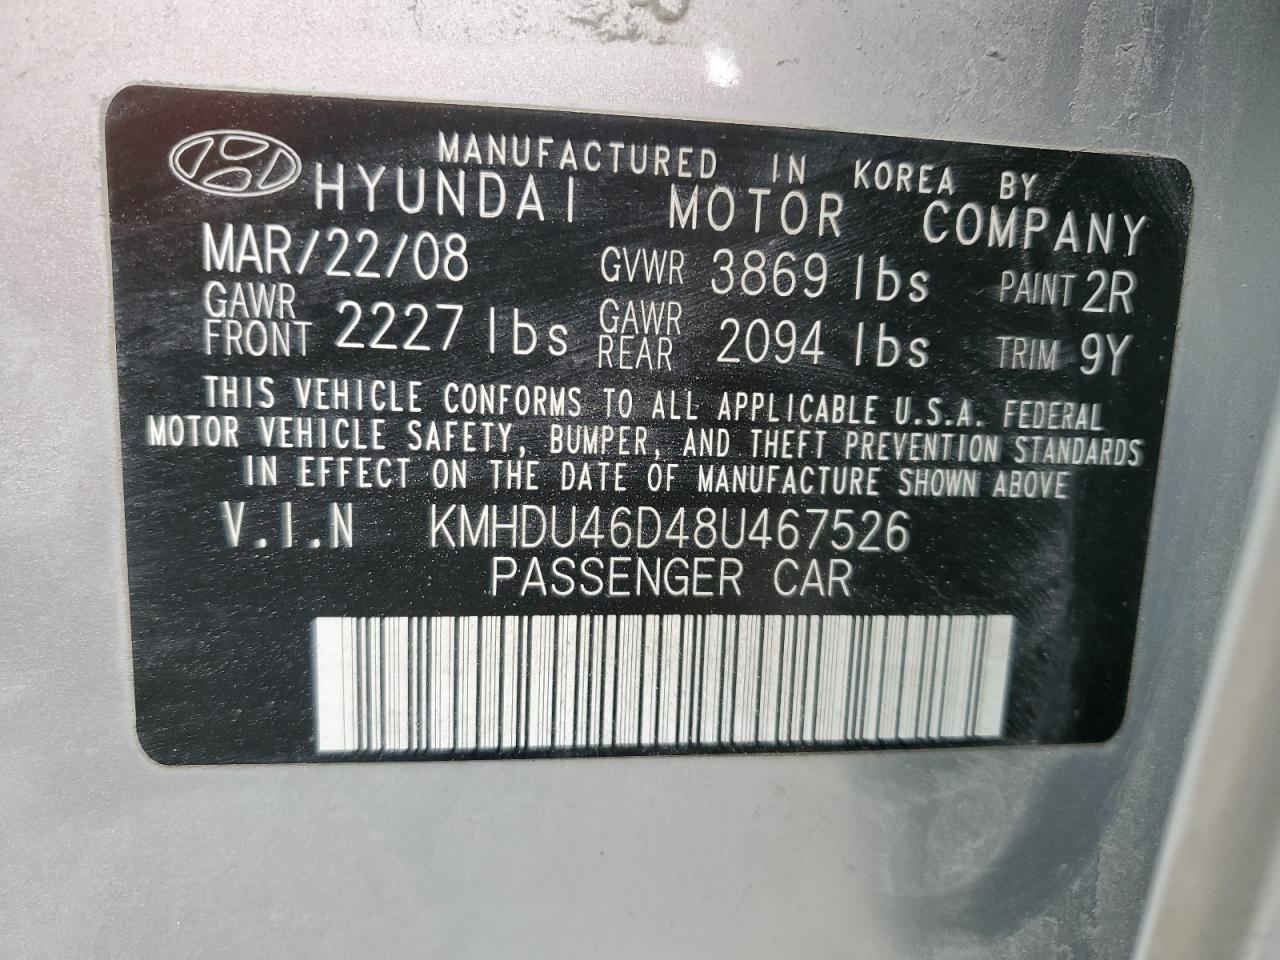 MANUFACTURED IN KOREA BY
HYUNDAI MOTOR COMPANY
MAR/22/08 GVWR 3869 lbs PAINT 2R
GAWR FRONT 2227 lbs GAWR REAR 2094 lbs TRIM 9Y
THIS VEHICLE CONFORMS TO ALL APPLICABLE U.S.A. FEDERAL
MOTOR VEHICLE SAFETY, BUMPER, AND THEFT PREVENTION STANDARDS
IN EFFECT ON THE DATE OF MANUFACTURE SHOWN ABOVE
V.I.N KMHDU46D48U467526
PASSENGER CAR